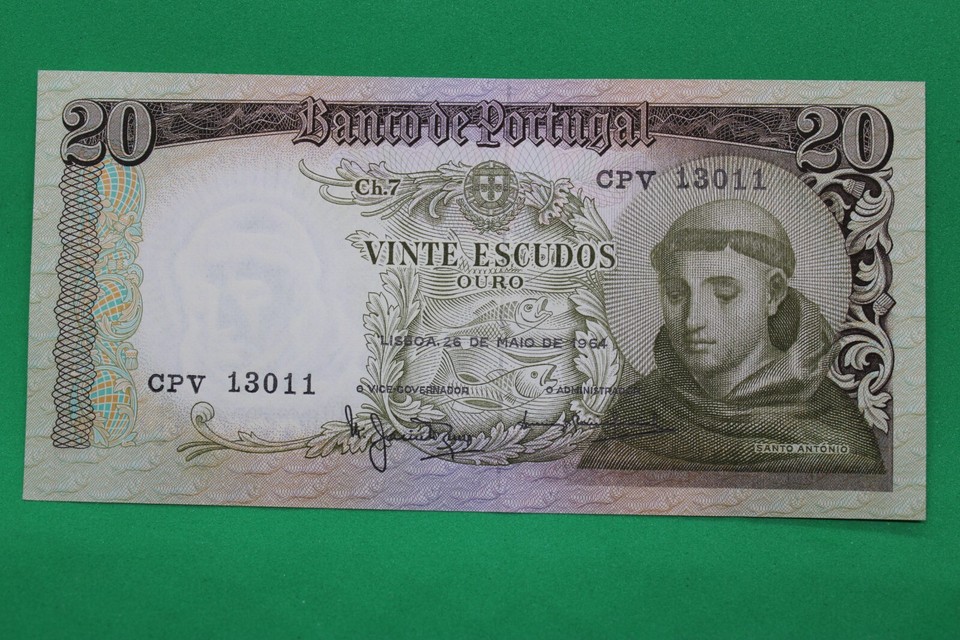 20 Banco de Portugal 20
Ch.7
CPV 13011
VINTE ESCUDOS
OURO
LISBOA, 26 DE MAIO DE 1964
CPV 13011
O VICE-GOVERNADOR
O ADMINISTRADOR
SANTO ANTÓNIO